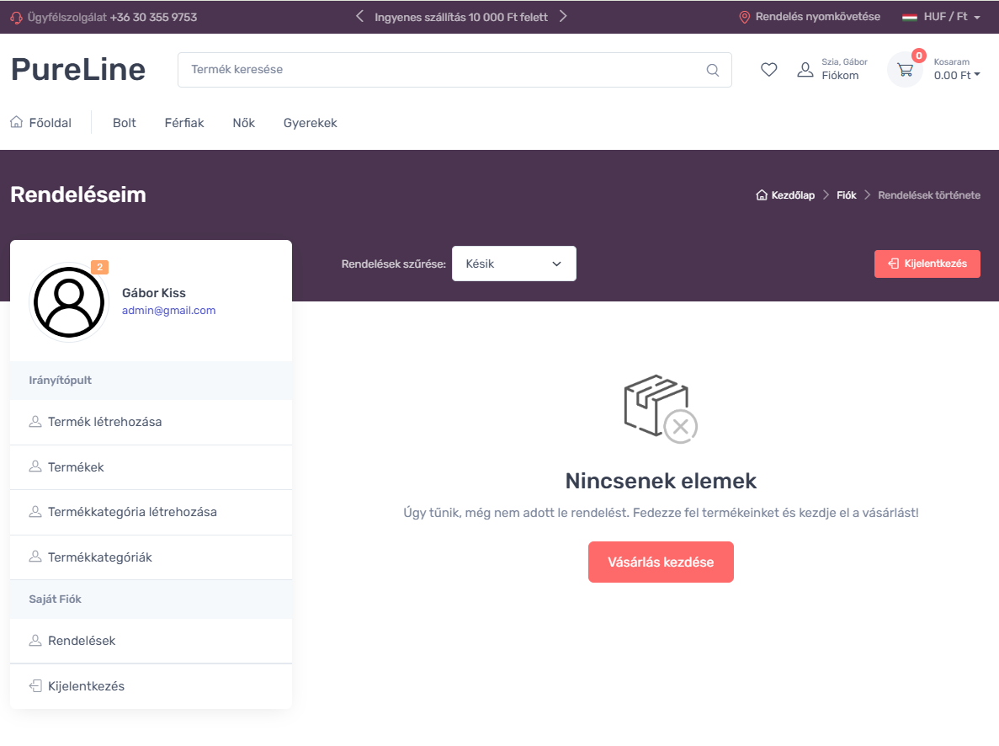 Ügyfélszolgálat +36 30 355 9753
Ingyenes szállítás 10 000 Ft felett
Rendelés nyomkövetése
HUF / Ft
PureLine
Termék keresése
Szia, Gábor
Fiókom
0
Kosaram
0.00 Ft
Főoldal
Bolt
Férfiak
Nők
Gyerekek
Rendeléseim
Kezdőlap
Fiók
Rendelések története
2
Gábor Kiss
admin@gmail.com
Rendelések szűrése:
Késik
Kijelentkezés
Irányítópult
Termék létrehozása
Termékek
Termékkategória létrehozása
Termékkategóriák
Saját Fiók
Rendelések
Kijelentkezés
Nincsenek elemek
Úgy tűnik, még nem adott le rendelést. Fedezze fel termékeinket és kezdje el a vásárlást!
Vásárlás kezdése